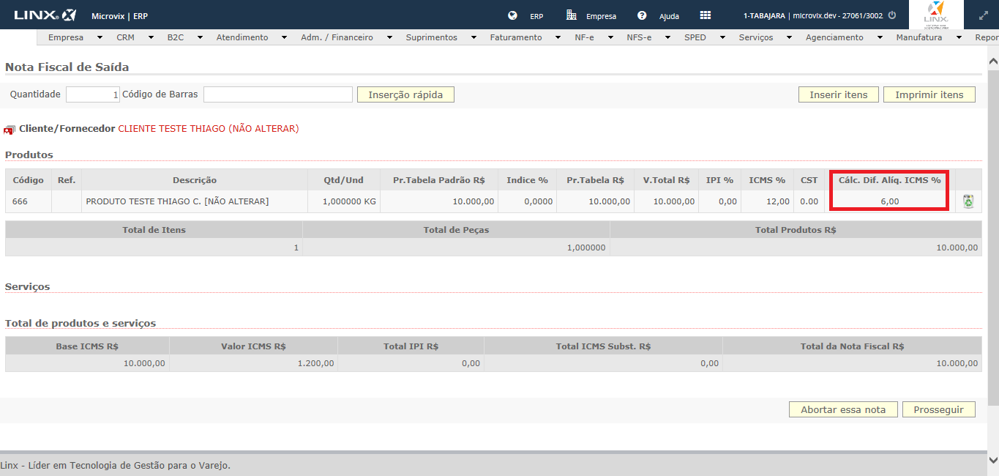 LINX Microvix | ERP ERP Empresa Ajuda 1-TABAJARA | microvix.dev - 27061/3002 LINX
Empresa CRM B2C Atendimento Adm. / Financeiro Suprimentos Faturamento NF-e NFS-e SPED Serviços Agenciamento Manufatura Repor
Nota Fiscal de Saída
Quantidade 1 Código de Barras Inserção rápida Inserir itens Imprimir itens
Cliente/Fornecedor CLIENTE TESTE THIAGO (NÃO ALTERAR)
Produtos
Código Ref. Descrição Qtd/Und Pr.Tabela Padrão R$ Indice % Pr.Tabela R$ V.Total R$ IPI % ICMS % CST Cálc. Dif. Alíq. ICMS %
666 PRODUTO TESTE THIAGO C. [NÃO ALTERAR] 1,000000 KG 10.000,00 0,0000 10.000,00 10.000,00 0,00 12,00 0.00 6,00
Total de Itens Total de Peças Total Produtos R$
1 1,000000 10.000,00
Serviços
Total de produtos e serviços
Base ICMS R$ Valor ICMS R$ Total IPI R$ Total ICMS Subst. R$ Total da Nota Fiscal R$
10.000,00 1.200,00 0,00 0,00 10.000,00
Abortar essa nota Prosseguir
Linx - Líder em Tecnologia de Gestão para o Varejo.